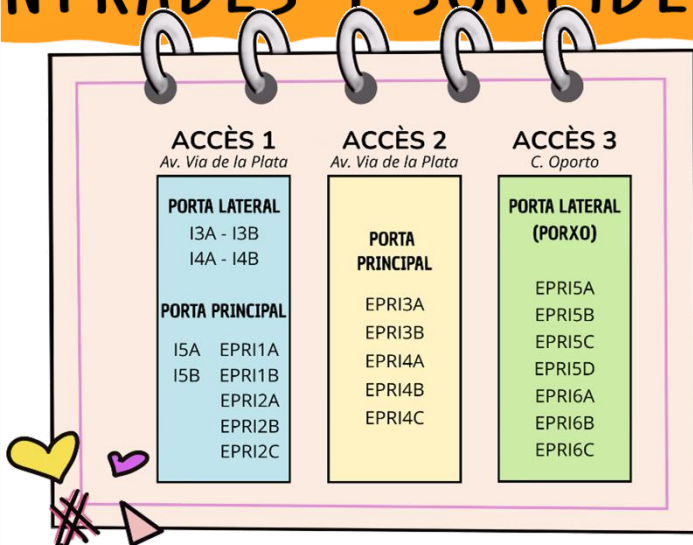 ENTRADES I SORTIDES
ACCÈS 1
Av. Via de la Plata
PORTA LATERAL
I3A - I3B
I4A - I4B
PORTA PRINCIPAL
I5A EPRI1A
I5B EPRI1B
EPRI2A
EPRI2B
EPRI2C
ACCÈS 2
Av. Via de la Plata
PORTA
PRINCIPAL
EPRI3A
EPRI3B
EPRI4A
EPRI4B
EPRI4C
ACCÈS 3
C. Oporto
PORTA LATERAL
(PORXO)
EPRI5A
EPRI5B
EPRI5C
EPRI5D
EPRI6A
EPRI6B
EPRI6C